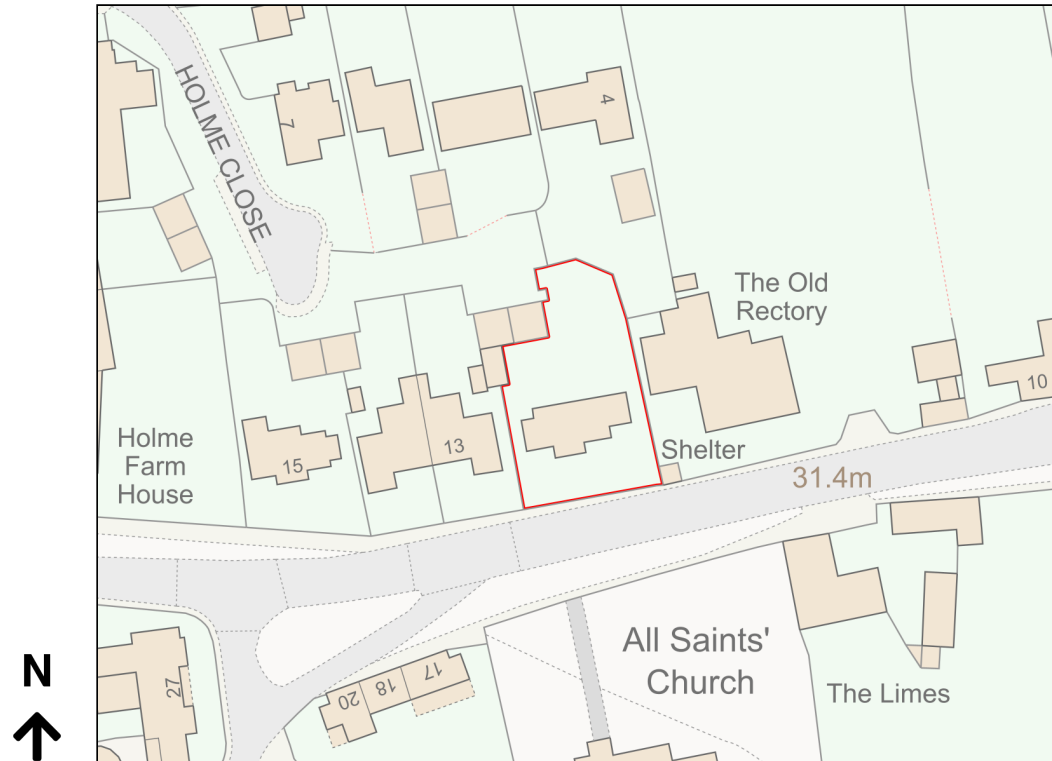 HOLME CLOSE
7
4
The Old
Rectory
10
Holme
Farm
House
15
13
Shelter
31.4m
N
All Saints'
Church
The Limes
27
20
18
17